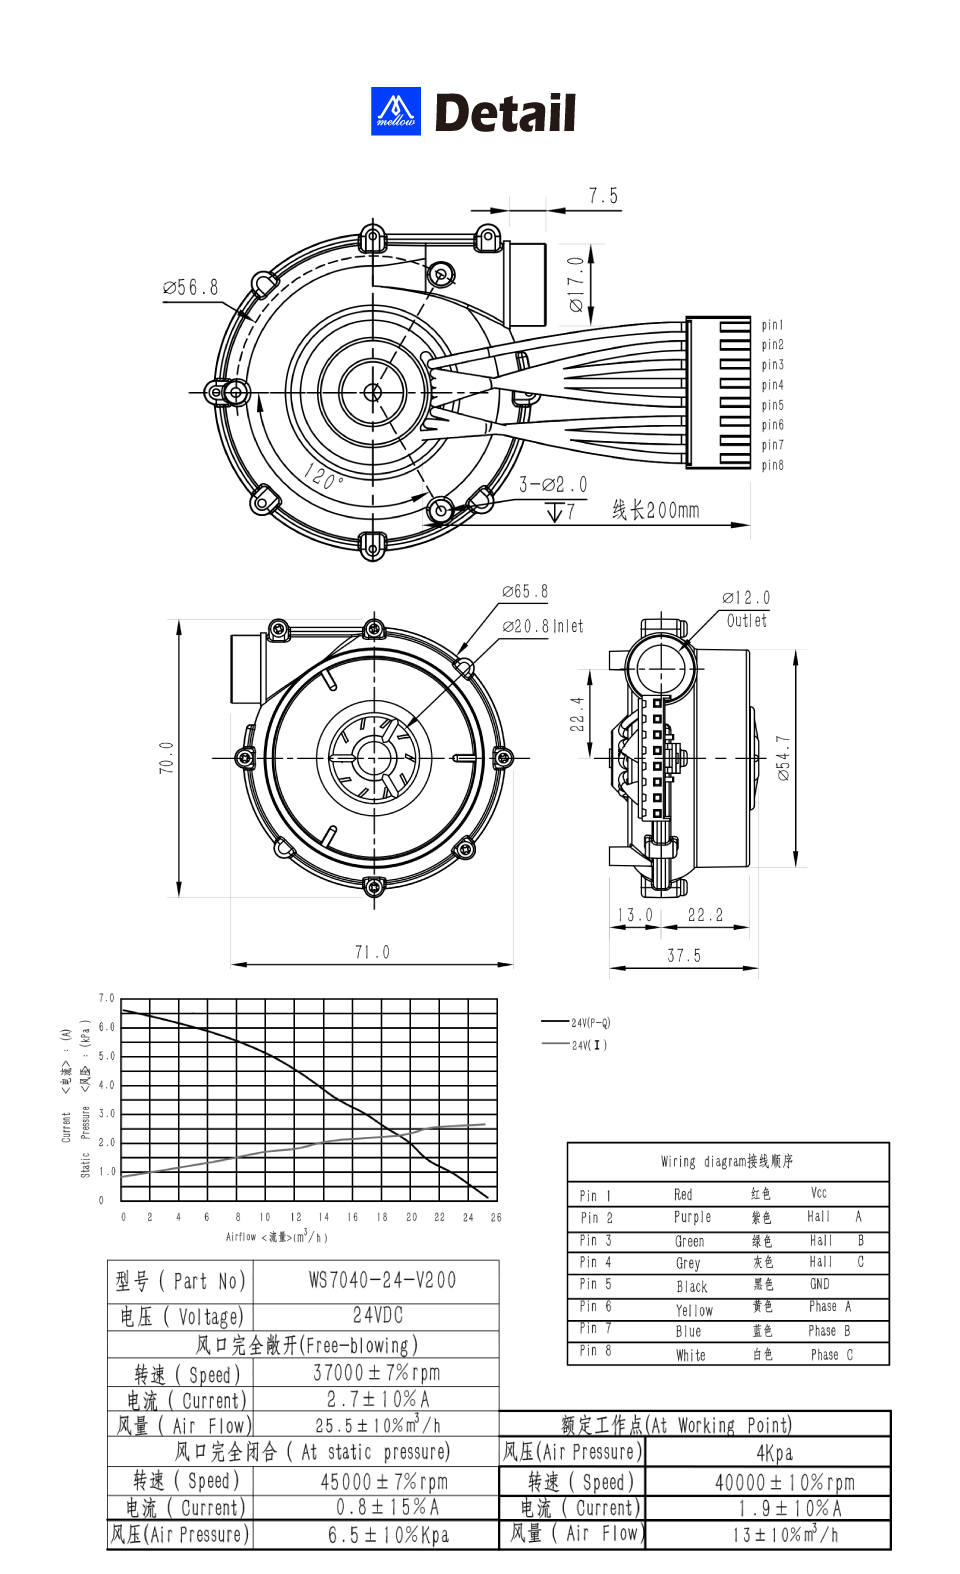 mellow
Detail
7.5
⌀56.8
⌀17.0
pin1
pin2
pin3
pin4
pin5
pin6
pin7
pin8
120°
3-⌀2.0
7
线长200mm
⌀65.8
⌀20.8Inlet
⌀12.0
Outlet
22.4
70.0
⌀54.7
13.0
22.2
71.0
37.5
Current <电流> : (A)
Static Pressure <风压> : (kPa)
7.0
6.0
5.0
4.0
3.0
2.0
1.0
0
0 2 4 6 8 10 12 14 16 18 20 22 24 26
Airflow <流量>(m³/h)
24V(P-Q)
24V(I)
Wiring diagram接线顺序
Pin 1 Red 红色 Vcc
Pin 2 Purple 紫色 Hall A
Pin 3 Green 绿色 Hall B
Pin 4 Grey 灰色 Hall C
Pin 5 Black 黑色 GND
Pin 6 Yellow 黄色 Phase A
Pin 7 Blue 蓝色 Phase B
Pin 8 White 白色 Phase C
型号 (Part No) WS7040-24-V200
电压 (Voltage) 24VDC
风口完全敞开(Free-blowing)
转速 (Speed) 37000±7%rpm
电流 (Current) 2.7±10%A
风量 (Air Flow) 25.5±10%m³/h
风口完全闭合 (At static pressure)
转速 (Speed) 45000±7%rpm
电流 (Current) 0.8±15%A
风压(Air Pressure) 6.5±10%Kpa
额定工作点(At Working Point)
风压(Air Pressure) 4Kpa
转速 (Speed) 40000±10%rpm
电流 (Current) 1.9±10%A
风量 (Air Flow) 13±10%m³/h